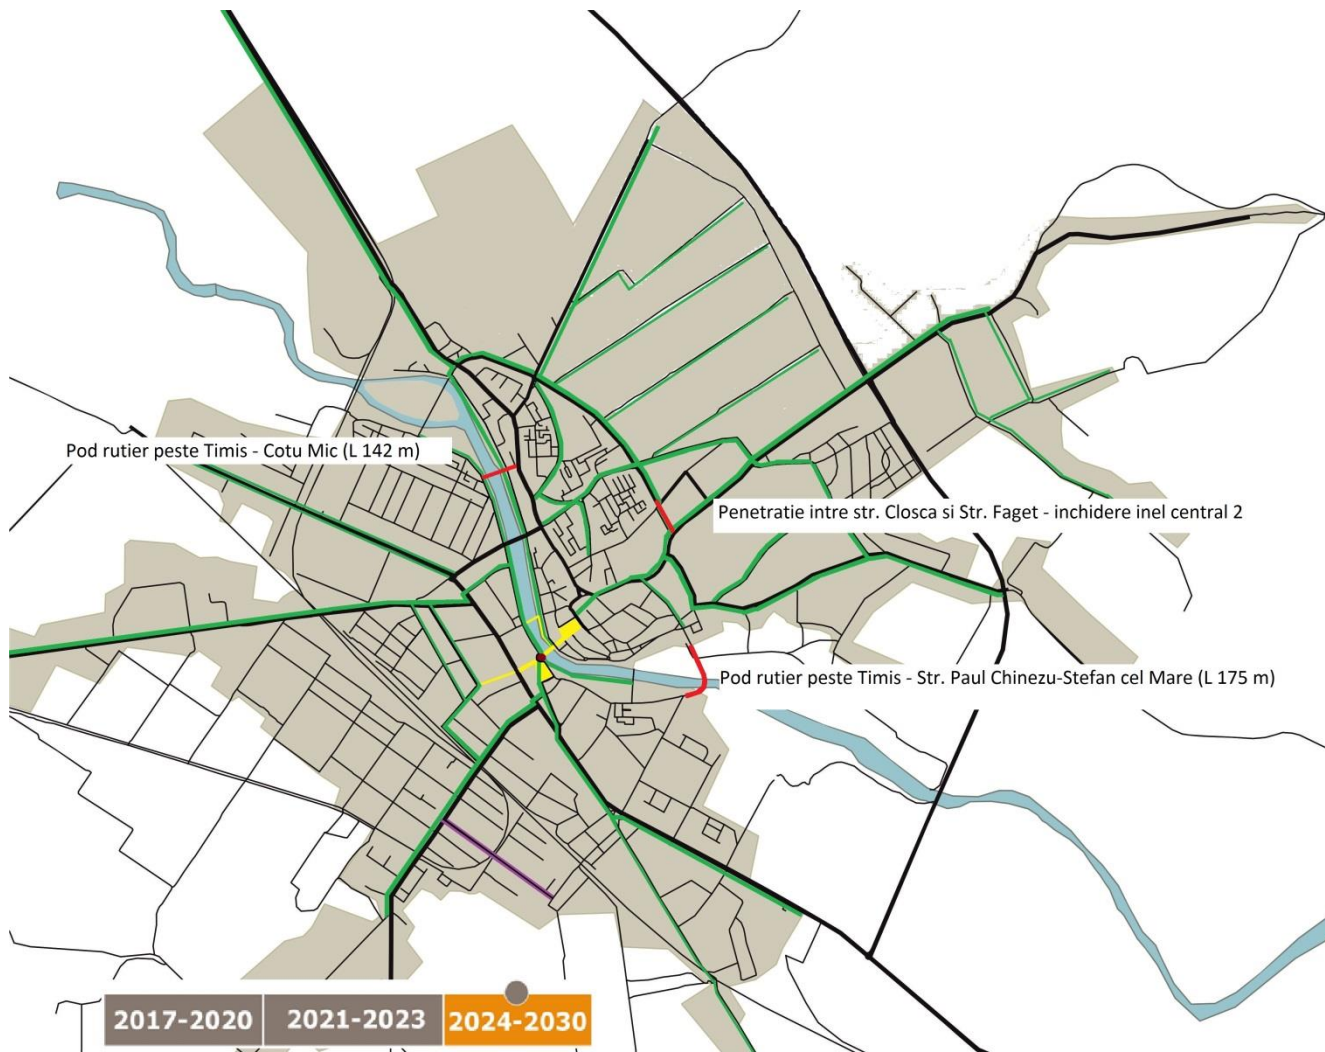 Pod rutier peste Timis - Cotu Mic (L 142 m)
Penetratie intre str. Closca si Str. Faget - inchidere inel central 2
Pod rutier peste Timis - Str. Paul Chinezu-Stefan cel Mare (L 175 m)
2017-2020 2021-2023 2024-2030